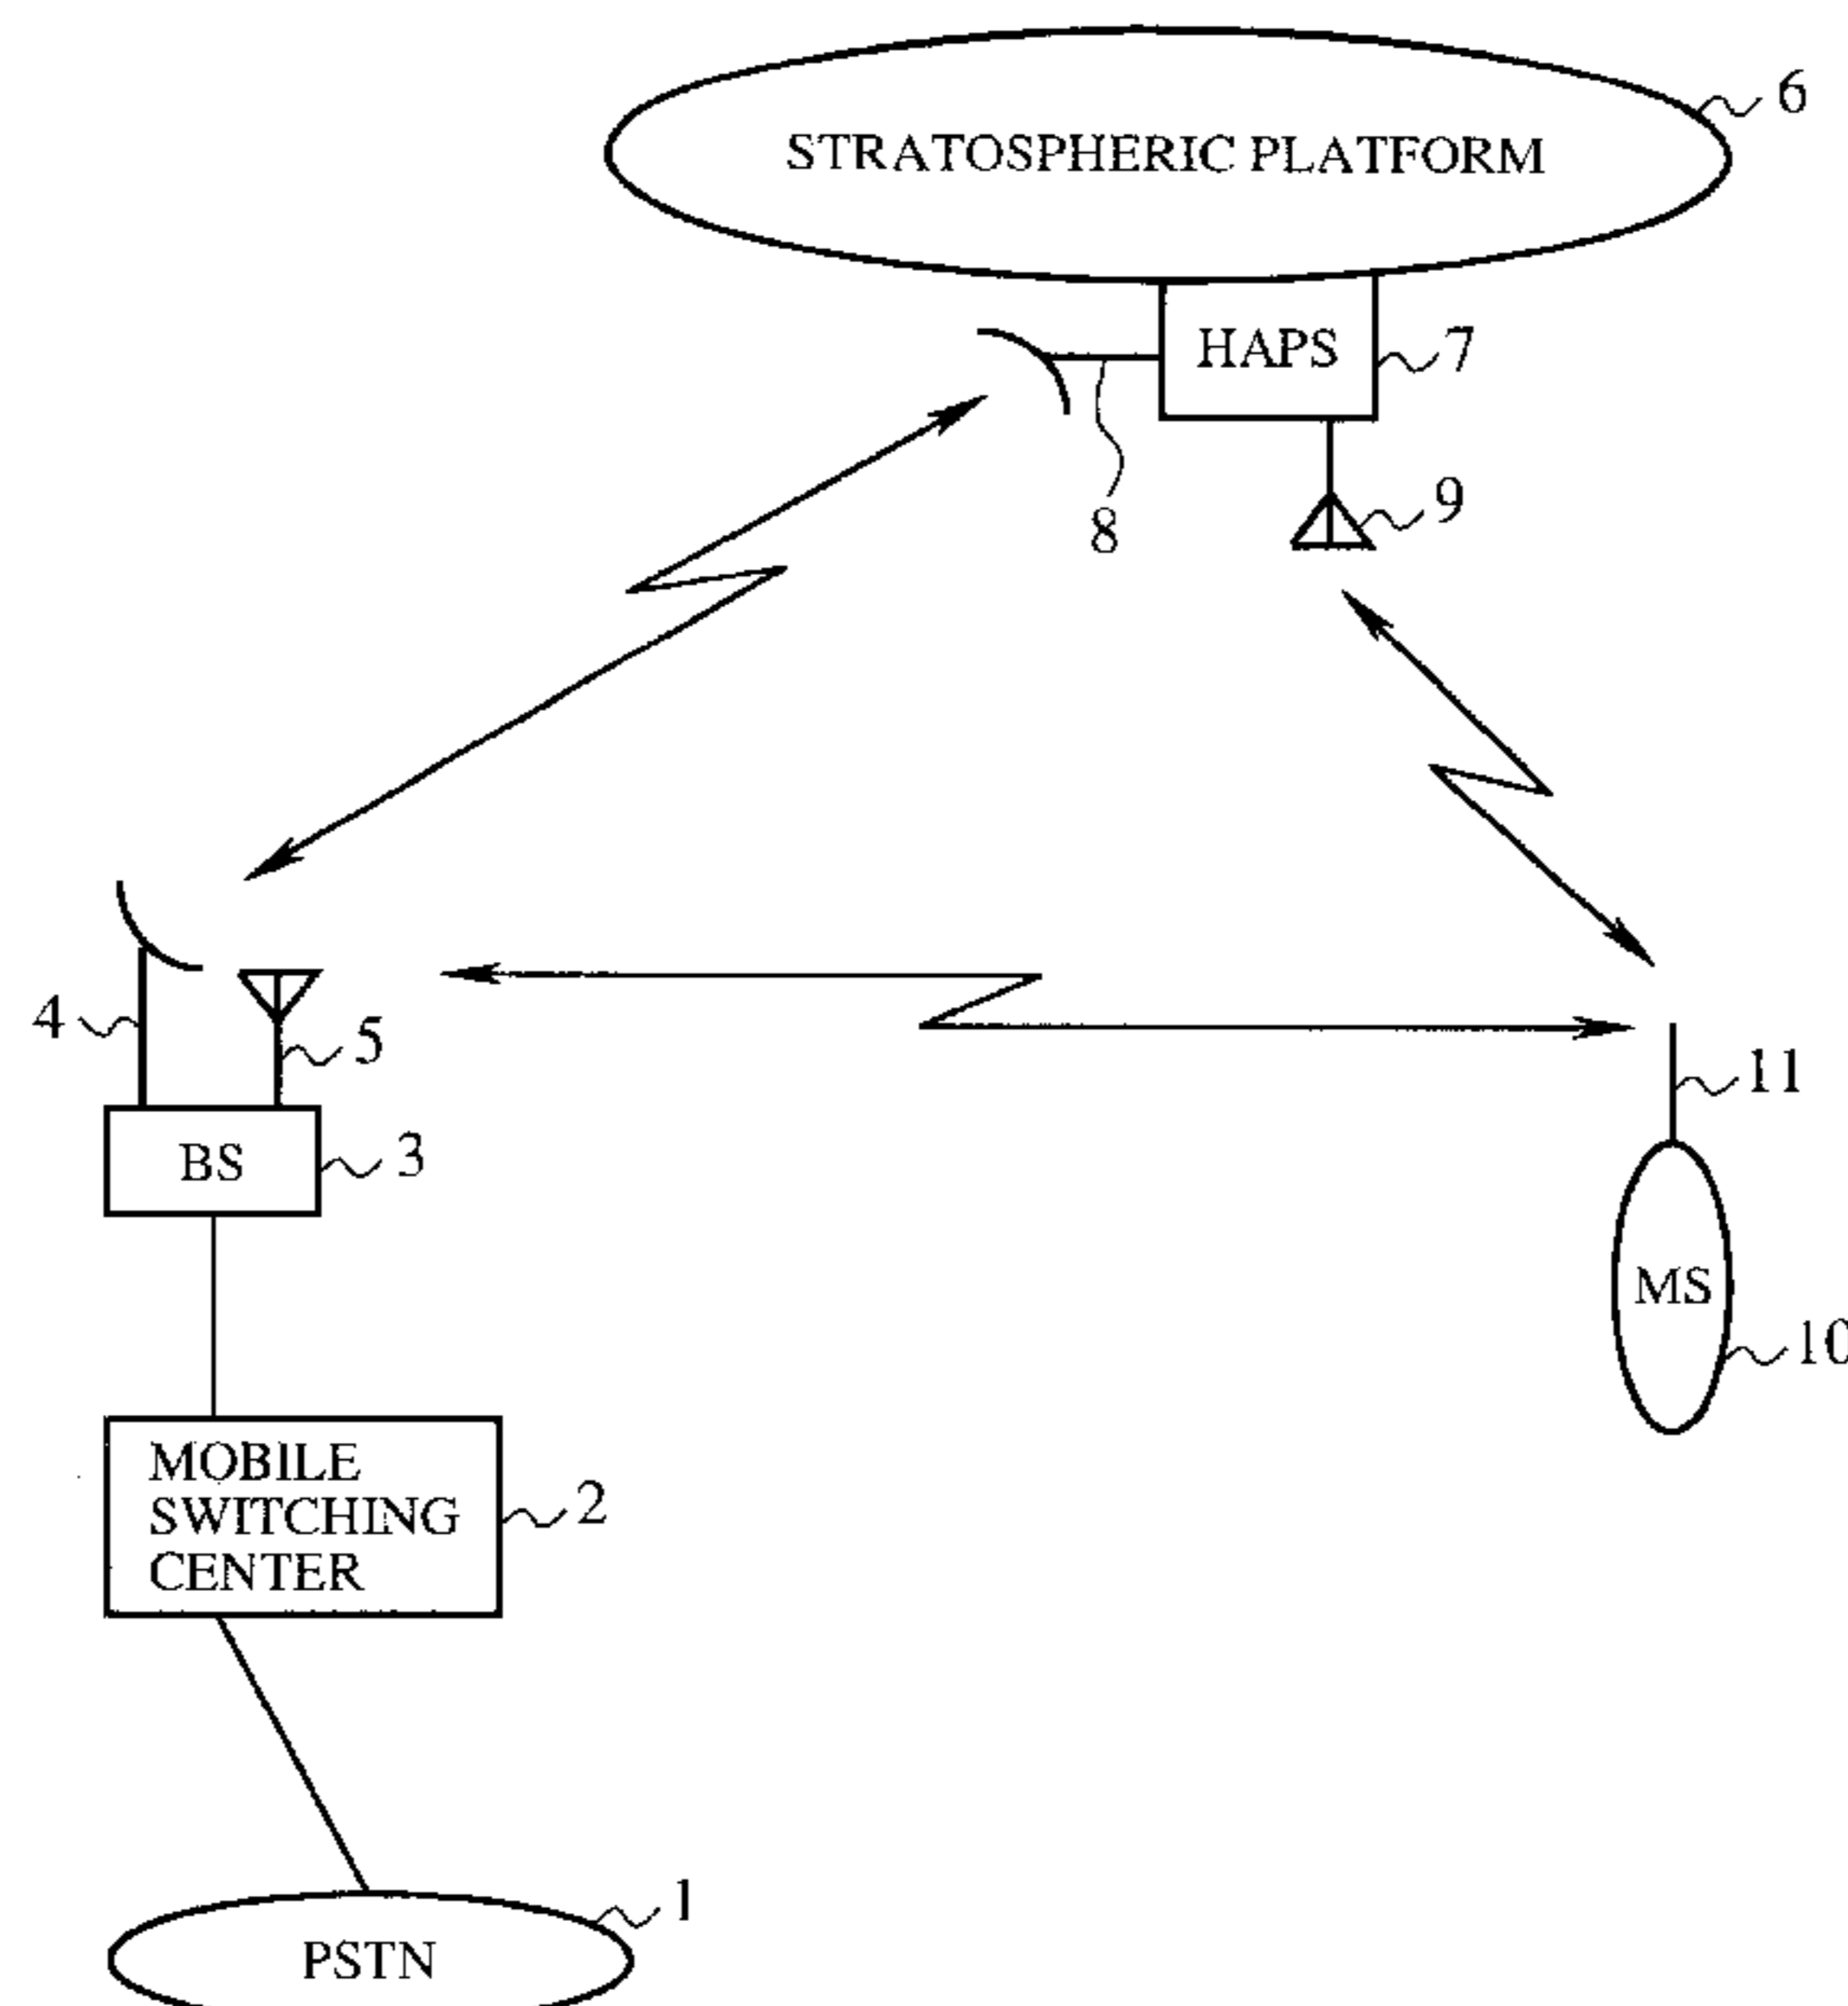 6
STRATOSPHERIC PLATFORM
HAPS
7
8
9
4
5
11
BS
3
MS
10
MOBILE
SWITCHING
CENTER
2
1
PSTN